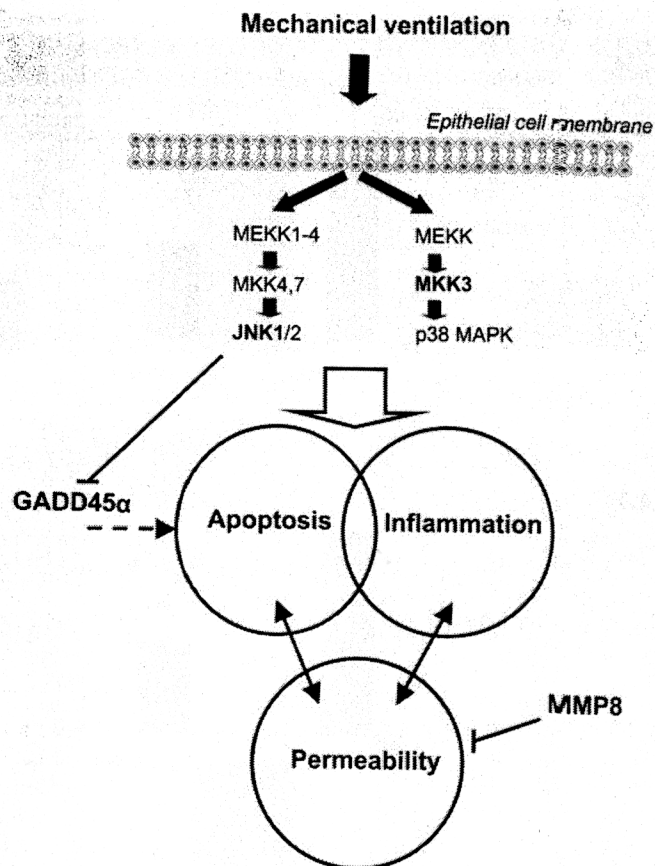 Mechanical ventilation
Epithelial cell membrane
MEKK1-4
MEKK
MKK4,7
MKK3
JNK1/2
p38 MAPK
GADD45α
Apoptosis
Inflammation
MMP8
Permeability